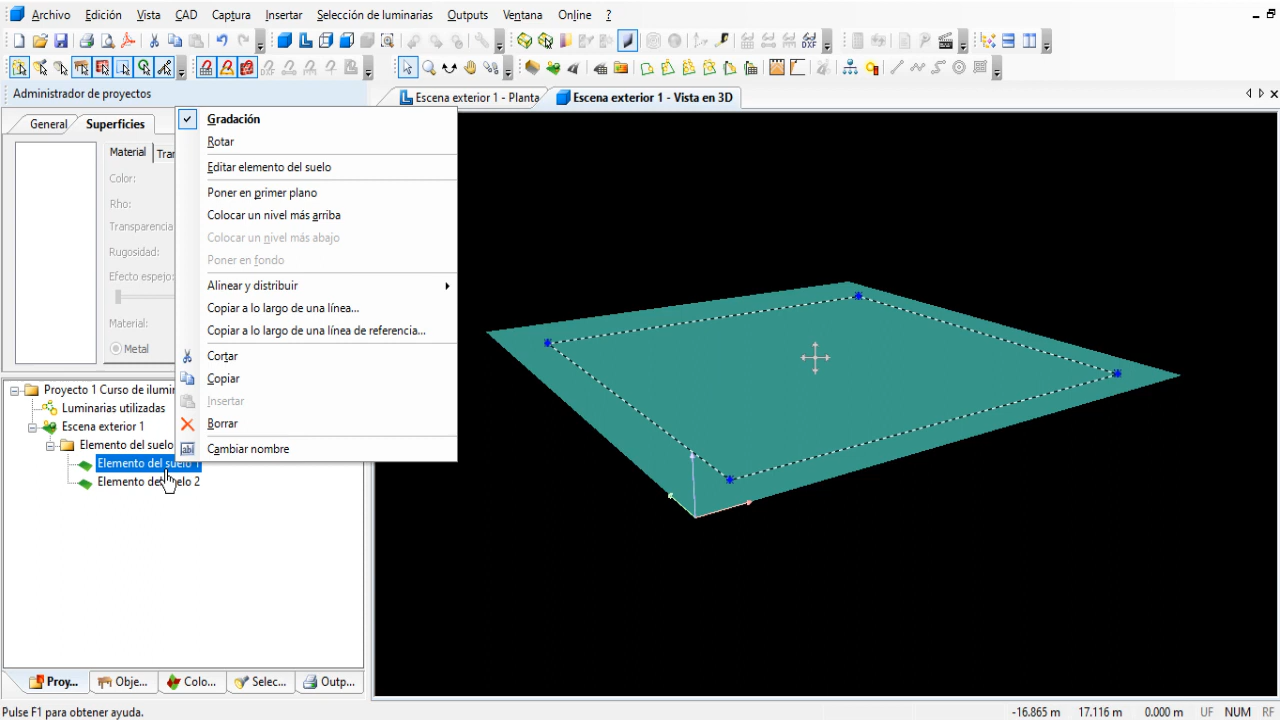 Archivo Edición Vista CAD Captura Insertar Selección de luminarias Outputs Ventana Online ?
DXF
Administrador de proyectos
Escena exterior 1 - Planta
Escena exterior 1 - Vista en 3D
General Superficies
Material Tra
Color:
Rho:
Transparencia
Rugosidad:
Efecto espejo:
Material:
Metal
Gradación
Rotar
Editar elemento del suelo
Poner en primer plano
Colocar un nivel más arriba
Colocar un nivel más abajo
Poner en fondo
Alinear y distribuir
Copiar a lo largo de una línea...
Copiar a lo largo de una línea de referencia...
Cortar
Copiar
Insertar
Borrar
abl Cambiar nombre
Proyecto 1 Curso de ilumi
Luminarias utilizadas
Escena exterior 1
Elemento del suelo
Elemento del suelo 1
Elemento del suelo 2
Proy... Obje... Colo... Selec... Outp...
Pulse F1 para obtener ayuda.
-16.865 m 17.116 m 0.000 m UF NUM RF